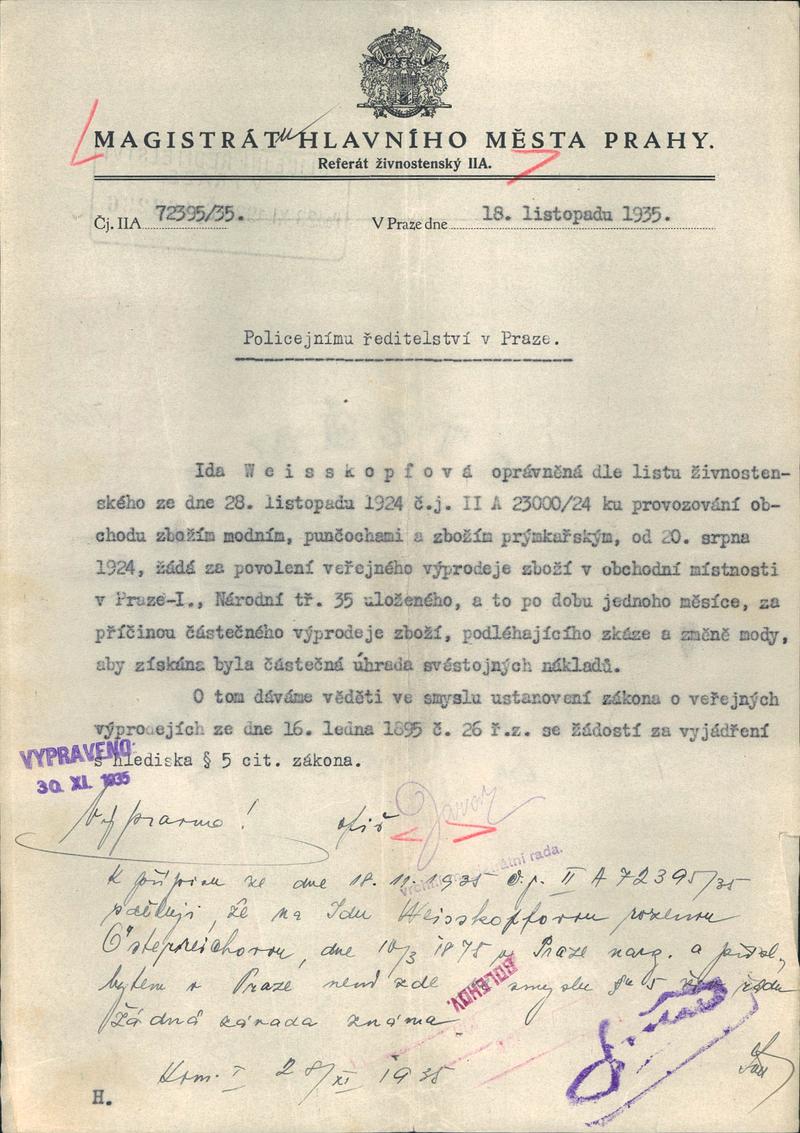 MAGISTRÁT HLAVNÍHO MĚSTA PRAHY.
Referát živnostenský IIA.
Čj. IIA 72395/35.
V Praze dne 18. listopadu 1935.
Policejnímu ředitelství v Praze.
Ida Weisskopfová oprávněná dle listu živnosten-
ského ze dne 28. listopadu 1924 č.j. II A 23000/24 ku provozování ob-
chodu zbožím modním, punčochami a zbožím prýmkařským, od 20. srpna
1924, žádá za povolení veřejného výprodeje zboží v obchodní místnosti
v Praze-I., Národní tř. 35 uloženého, a to po dobu jednoho měsíce, za
příčinou částečného výprodeje zboží, podléhajícího zkáze a změně mody,
aby získána byla částečná úhrada svéstojných nákladů.
O tom dáváme věděti ve smyslu ustanovení zákona o veřejných
výprodejích ze dne 16. ledna 1895 č. 26 ř.z. se žádostí za vyjádření
s hlediska § 5 cit. zákona.
VYPRAVENO
30. XI. 1935
rada.
K přípisu ze dne 18. 11. 1935 č.j. II A 72395/35
že na Idu Weisskopfovou rozenou
dne 10/3 1875 v Praze nar. a
bytem v Praze není zde smyslu § 5 řádu
žádná závada známa.
Kom. I 28/XI 1935
BOLEHOV.
H.